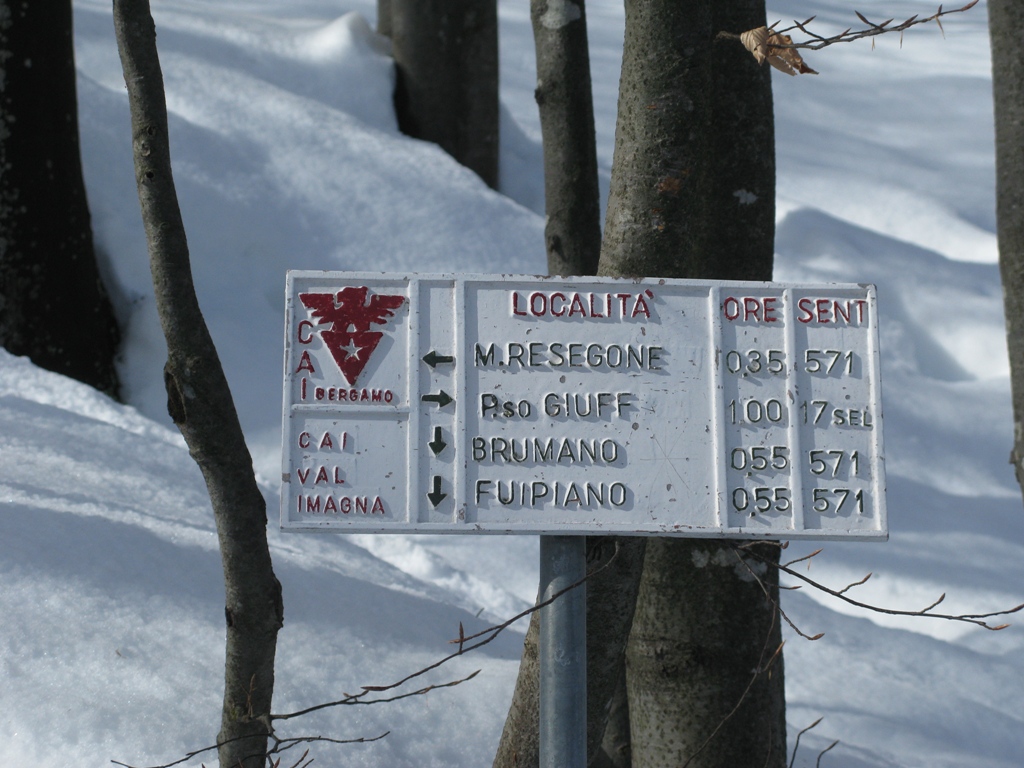 LOCALITÀ ORE SENT
CAI
BERGAMO
M.RESEGONE 0,35 571
P.so GIUFF 1.00 17 SEL
CAI BRUMANO 0,55 571
VAL
IMAGNA FUIPIANO 0,55 571